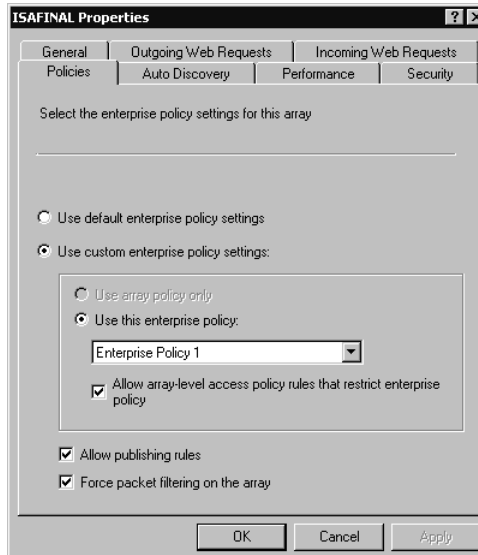 ISAFINAL Properties
General
Outgoing Web Requests
Incoming Web Requests
Policies
Auto Discovery
Performance
Security
Select the enterprise policy settings for this array
Use default enterprise policy settings
Use custom enterprise policy settings:
Use array policy only
Use this enterprise policy:
Enterprise Policy 1
Allow array-level access policy rules that restrict enterprise
policy
Allow publishing rules
Force packet filtering on the array
OK
Cancel
Apply